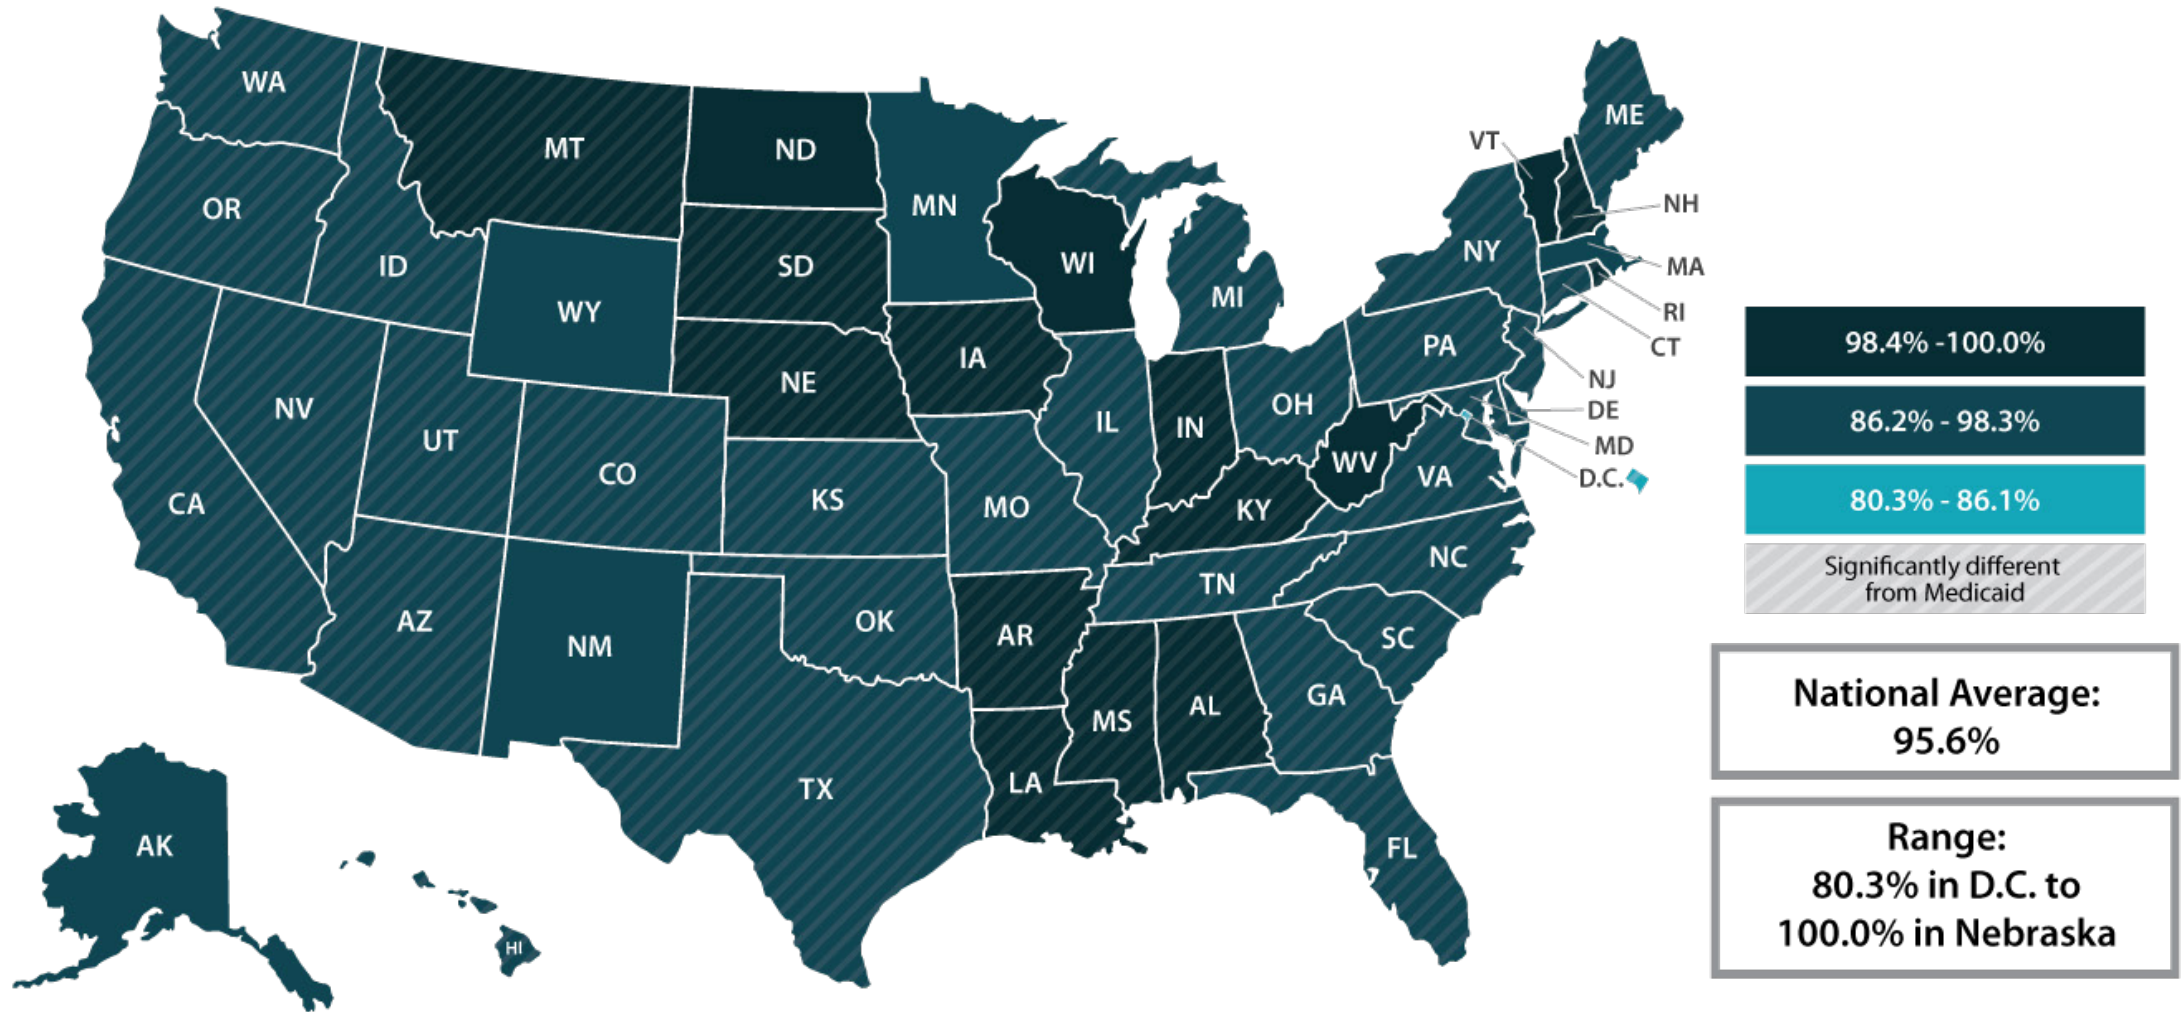 WA
MT
ND
MN
OR
ID
SD
WI
WY
MI
VT
ME
NH
NY
MA
RI
CT
PA
NJ
DE
MD
D.C.
IA
NE
NV
UT
CO
CA
KS
MO
IL
IN
OH
WV
VA
KY
NC
TN
AZ
NM
OK
AR
SC
MS
AL
GA
LA
TX
FL
AK
HI
98.4% -100.0%
86.2% - 98.3%
80.3% - 86.1%
Significantly different
from Medicaid
National Average:
95.6%
Range:
80.3% in D.C. to
100.0% in Nebraska